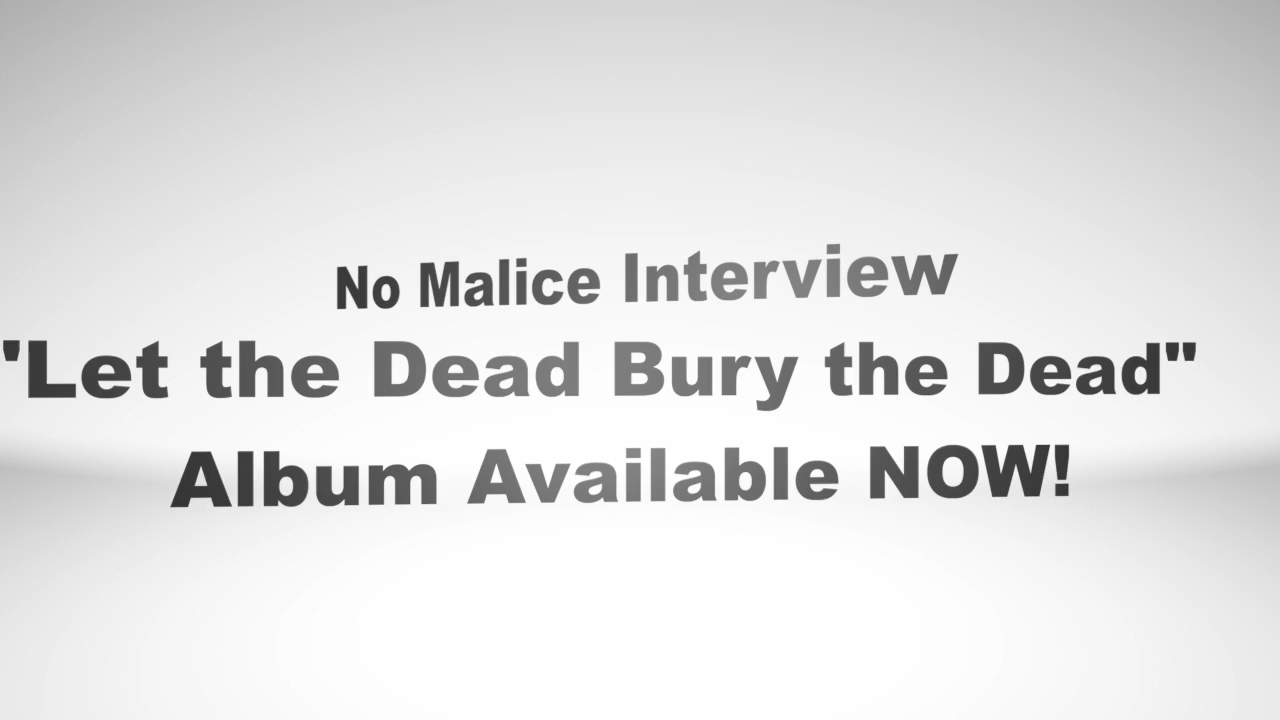 No Malice Interview
"Let the Dead Bury the Dead"
Album Available NOW!